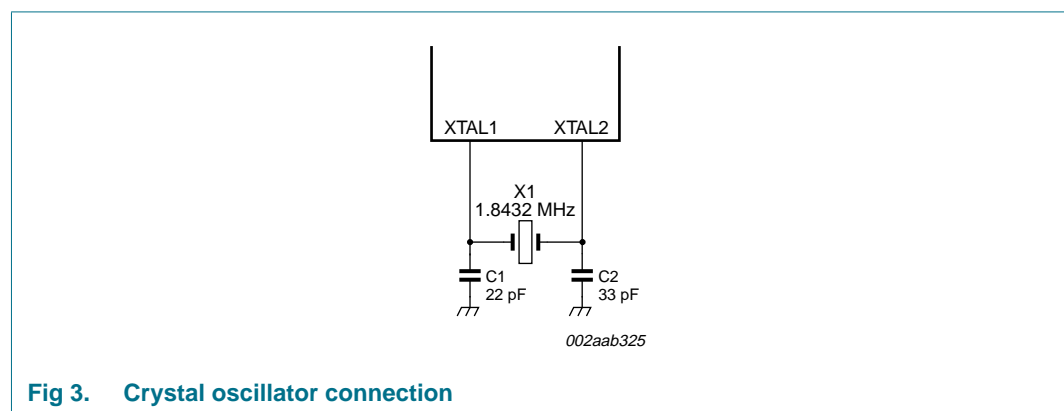 XTAL1 XTAL2
X1
1.8432 MHz
C1 C2
22 pF 33 pF
002aab325
Fig 3. Crystal oscillator connection